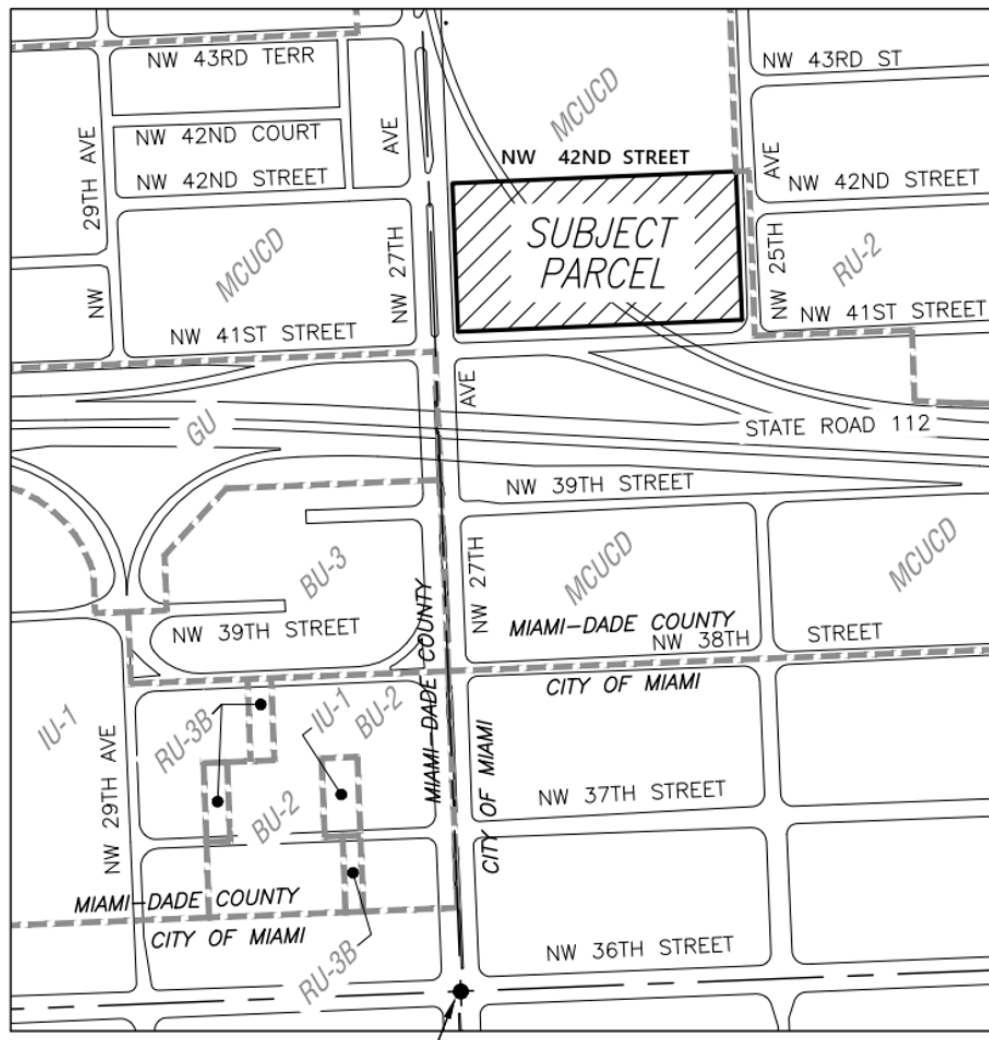 NW 43RD TERR
NW 43RD ST
MCUCD
NW 42ND COURT
29TH AVE
AVE
NW 42ND STREET
NW 42ND STREET
AVE
NW 42ND STREET
SUBJECT
PARCEL
MCUCD
NW 27TH
NW 25TH
RU-2
NW
NW 41ST STREET
NW 41ST STREET
AVE
GU
STATE ROAD 112
NW 39TH STREET
BU-3
NW 27TH
MCUCD
MCUCD
MIAMI-DADE COUNTY
NW 39TH STREET
MIAMI-DADE COUNTY
NW 38TH STREET
CITY OF MIAMI
IU-1
RU-3B
IU-1
BU-2
NW 29TH AVE
CITY OF MIAMI
NW 37TH STREET
BU-2
MIAMI-DADE COUNTY
CITY OF MIAMI
RU-3B
NW 36TH STREET